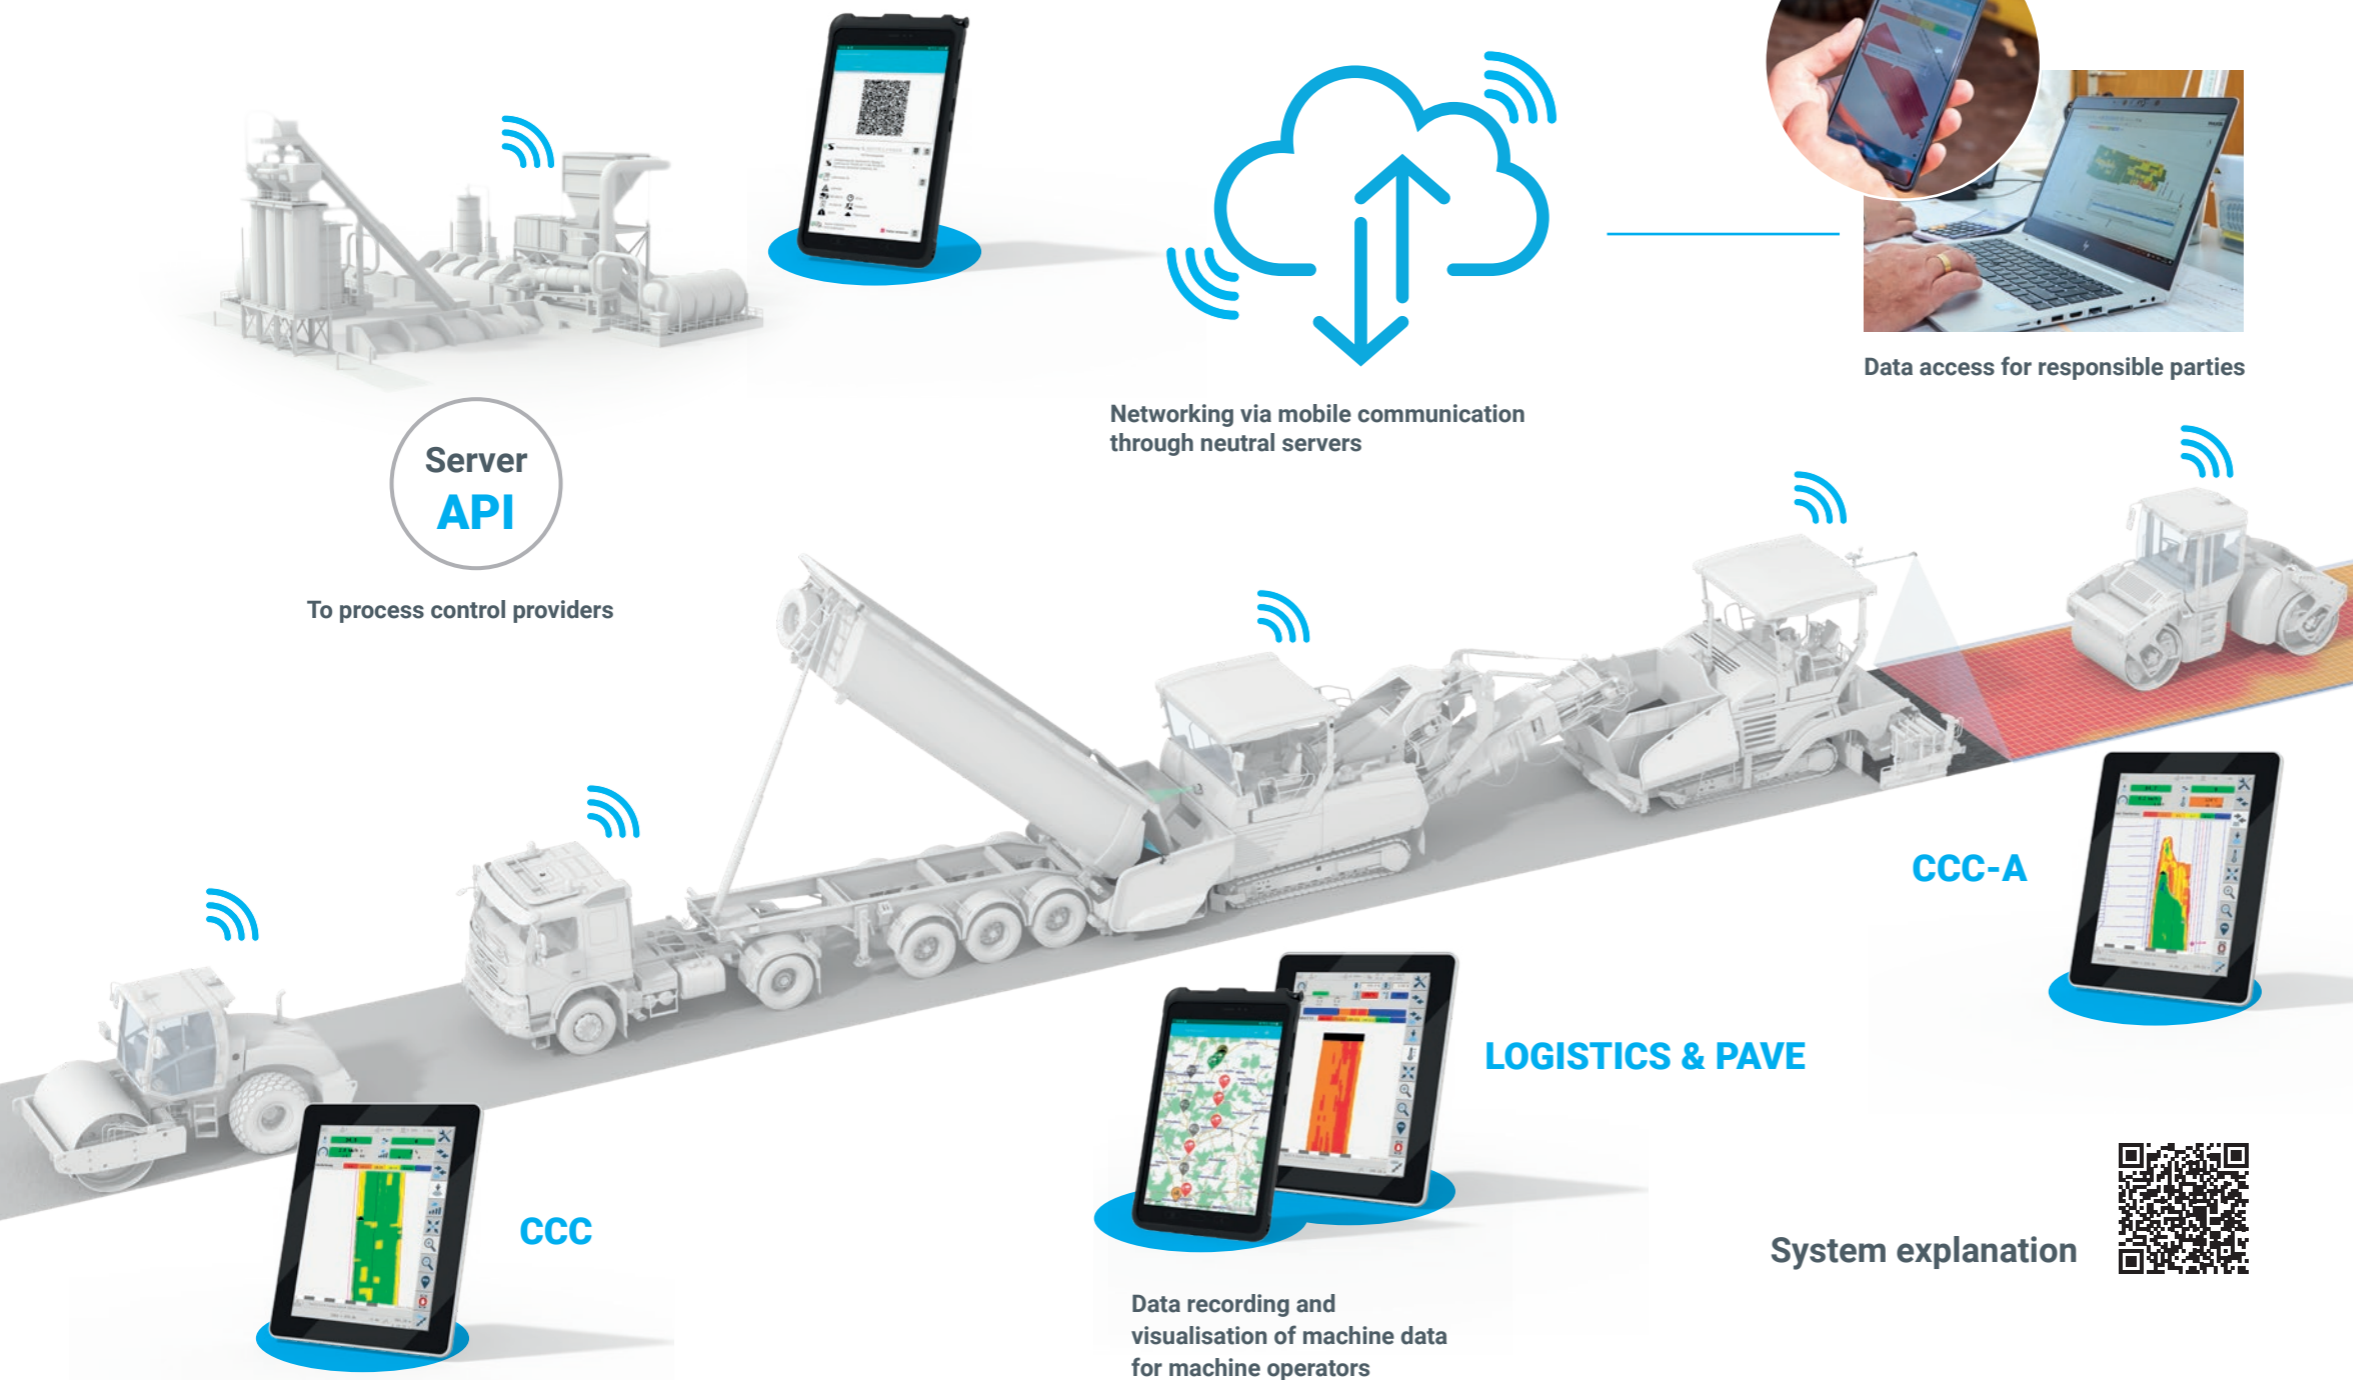 Data access for responsible parties
Networking via mobile communication
through neutral servers
Server
API
To process control providers
CCC-A
LOGISTICS & PAVE
CCC
System explanation
Data recording and
visualisation of machine data
for machine operators